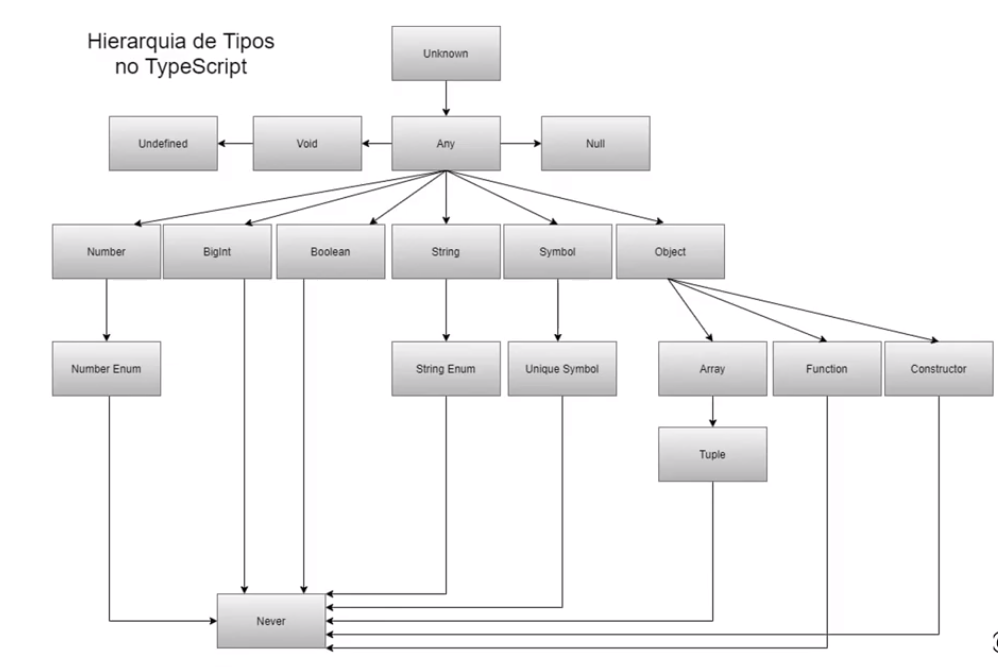 Hierarquia de Tipos
no TypeScript
Unknown
Undefined
Void
Any
Null
Number
BigInt
Boolean
String
Symbol
Object
Number Enum
String Enum
Unique Symbol
Array
Function
Constructor
Tuple
Never